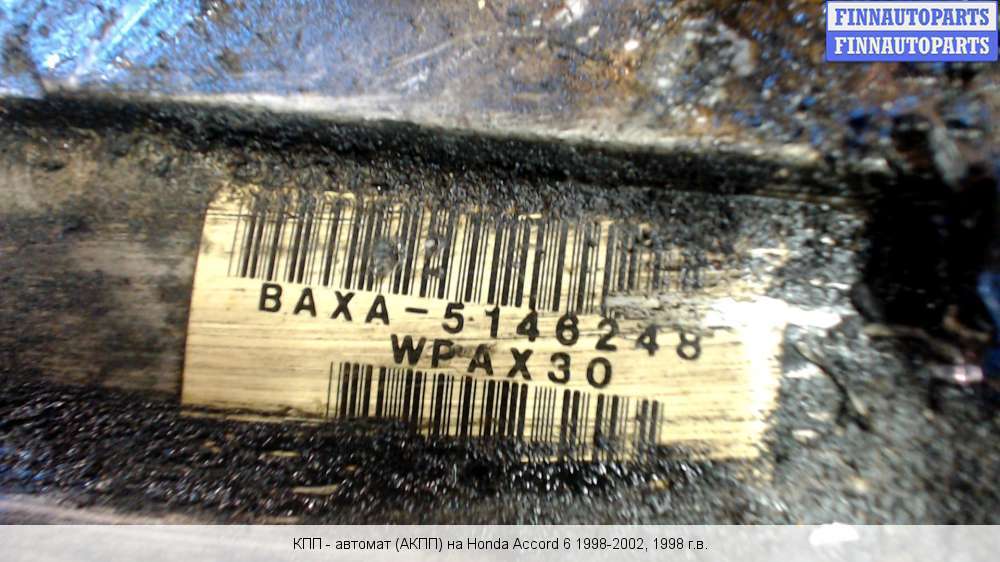 FINNAUTOPARTS
FINNAUTOPARTS
BAXA-5146248
WPAX30
КПП - автомат (АКПП) на Honda Accord 6 1998-2002, 1998 г.в.